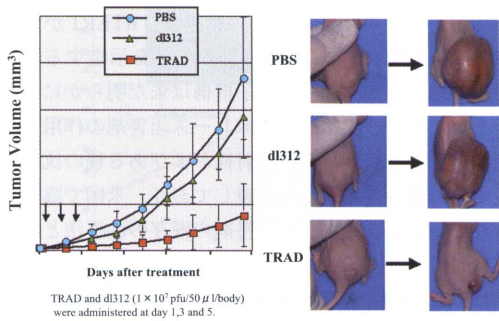 PBS
dl312
TRAD
Tumor Volume (mm³)
Days after treatment
TRAD and dl312 (1 × 10⁷ pfu/50 μl/body)
were administered at day 1,3 and 5.
PBS
dl312
TRAD